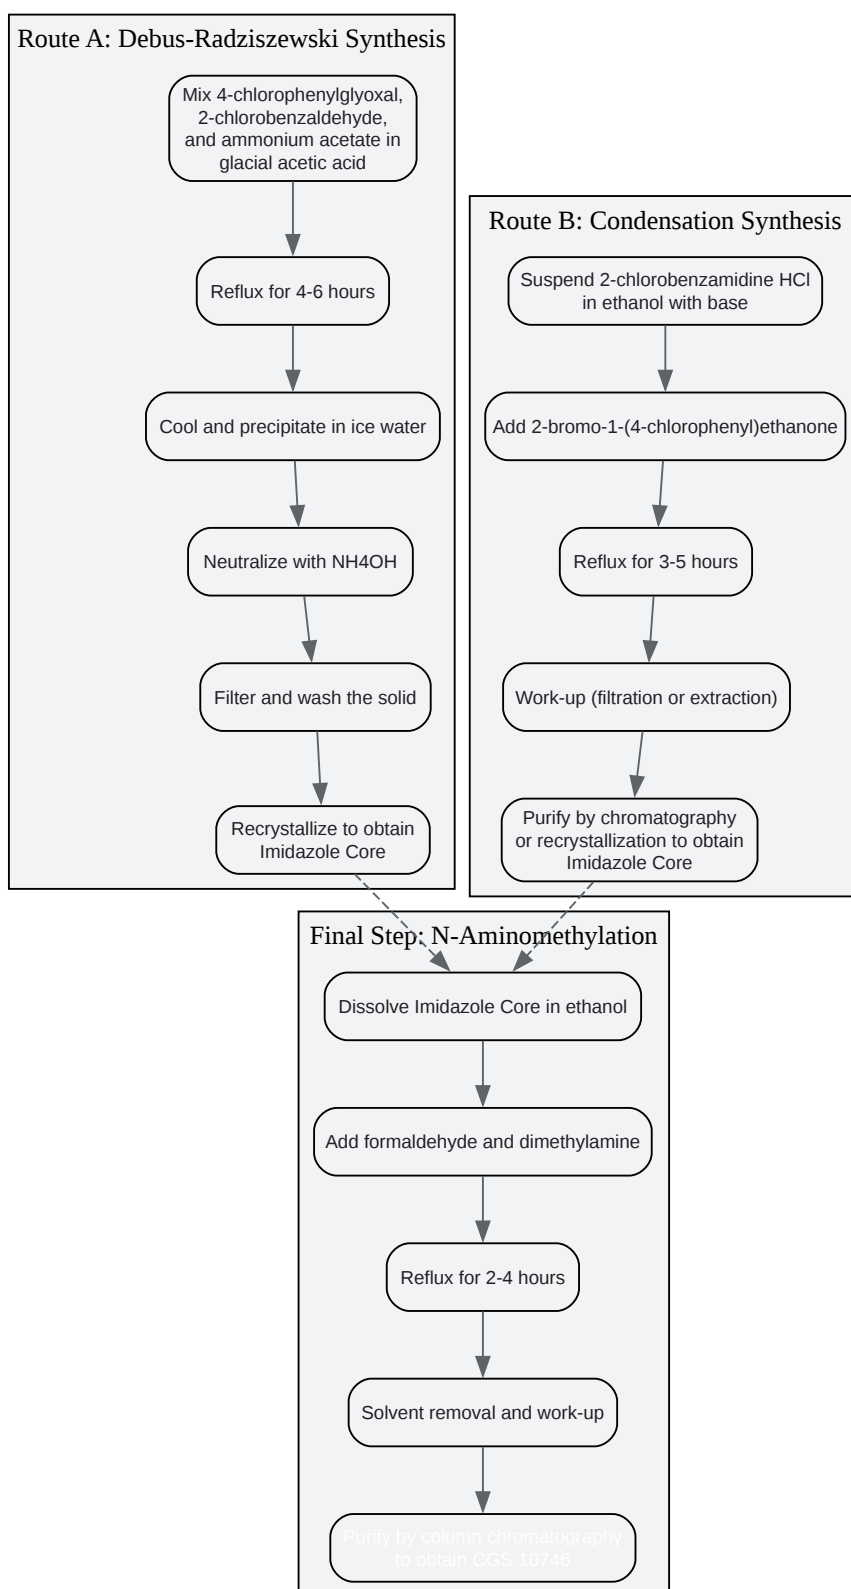 Route A: Debus-Radziszewski Synthesis
Mix 4-chlorophenylglyoxal,
2-chlorobenzaldehyde,
and ammonium acetate in
glacial acetic acid
Reflux for 4-6 hours
Cool and precipitate in ice water
Neutralize with NH4OH
Filter and wash the solid
Recrystallize to obtain
Imidazole Core
Route B: Condensation Synthesis
Suspend 2-chlorobenzamidine HCl
in ethanol with base
Add 2-bromo-1-(4-chlorophenyl)ethanone
Reflux for 3-5 hours
Work-up (filtration or extraction)
Purify by chromatography
or recrystallization to obtain
Imidazole Core
Final Step: N-Aminomethylation
Dissolve Imidazole Core in ethanol
Add formaldehyde and dimethylamine
Reflux for 2-4 hours
Solvent removal and work-up
Purify by column chromatography
to obtain CGS 10746